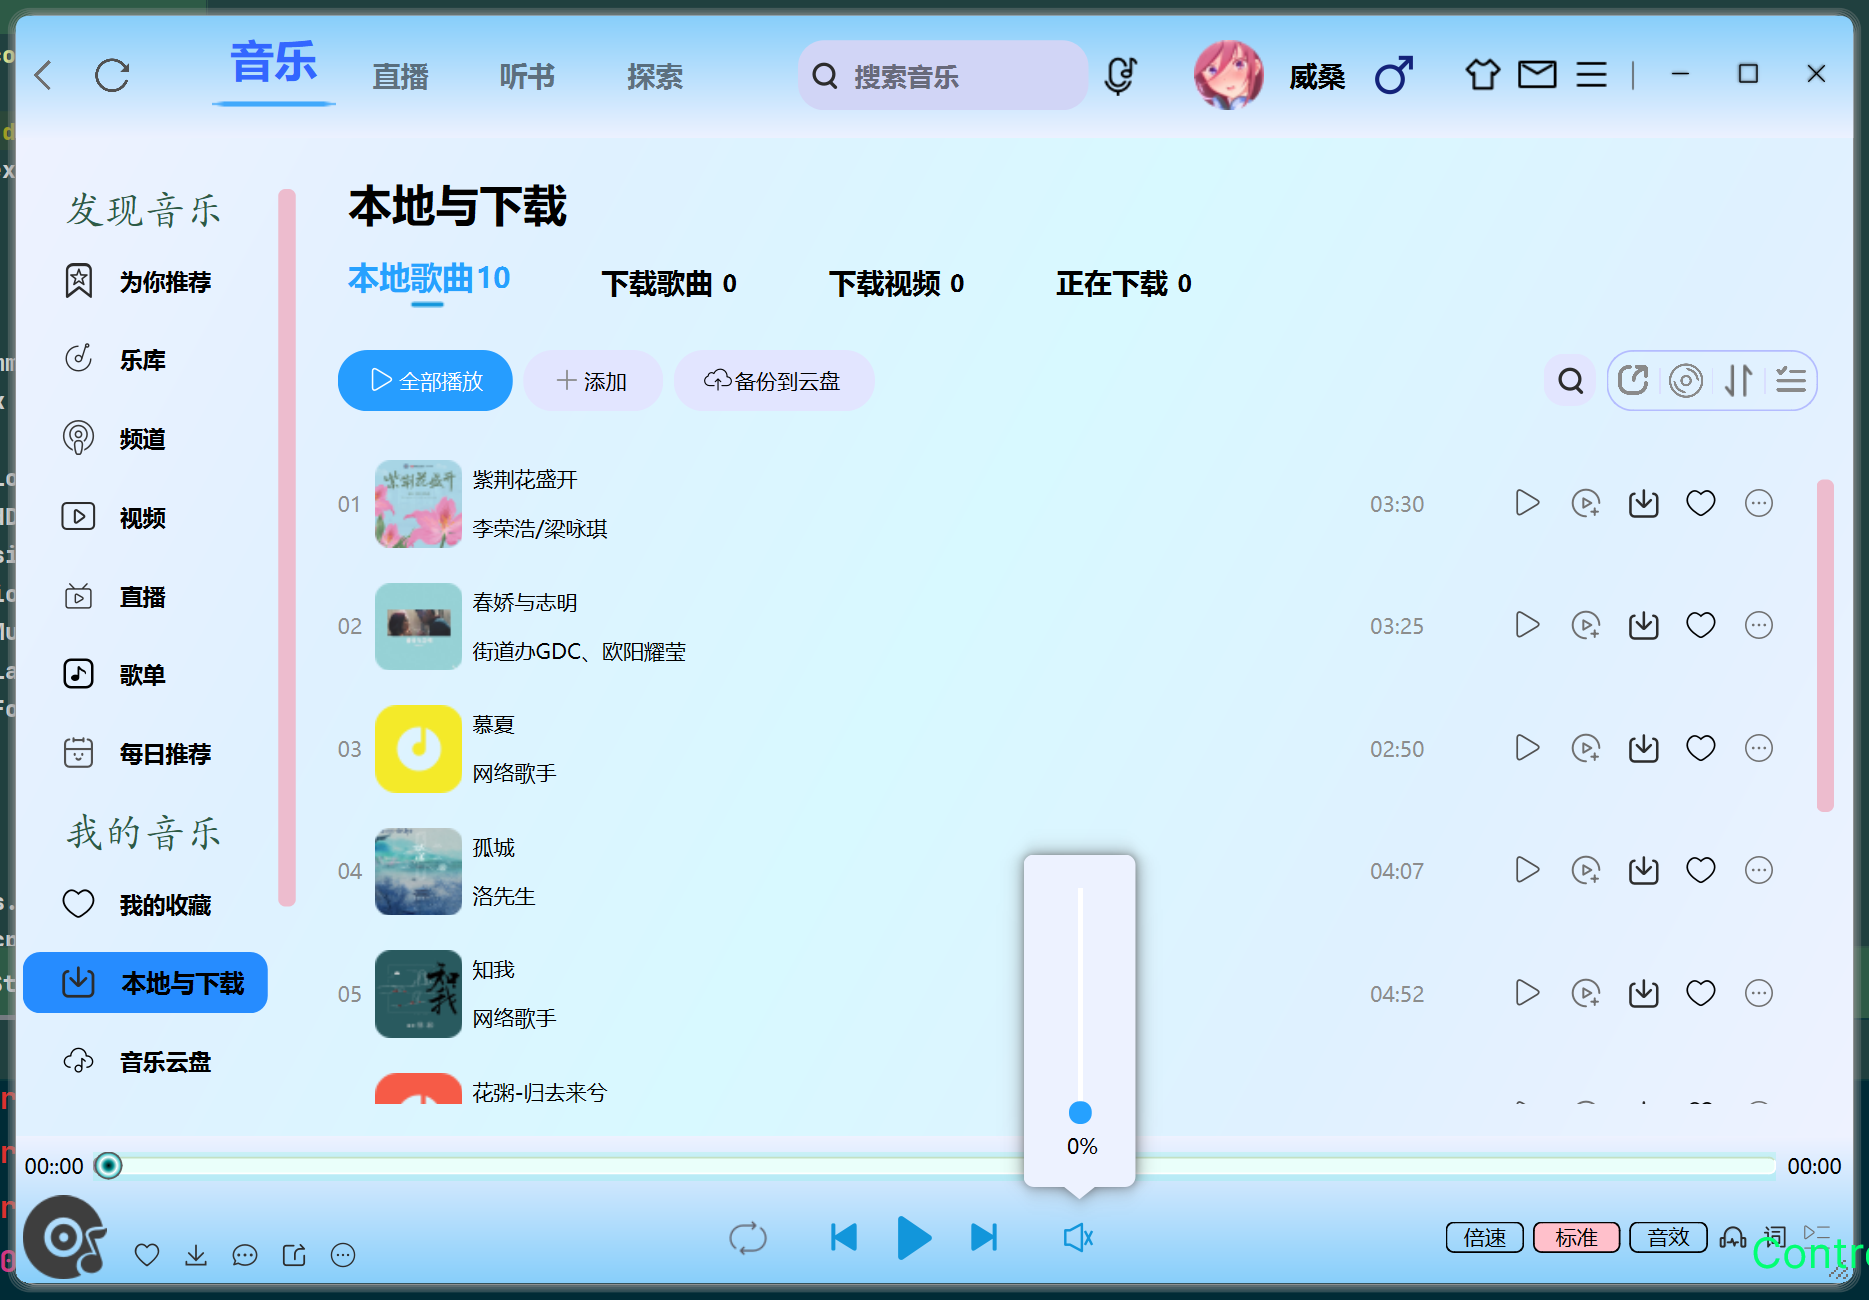 音乐
直播
听书
探索
搜索音乐
威桑
发现音乐
为你推荐
乐库
频道
视频
直播
歌单
每日推荐
我的音乐
我的收藏
本地与下载
音乐云盘
本地与下载
本地歌曲10
下载歌曲 0
下载视频 0
正在下载 0
全部播放
添加
备份到云盘
01
紫荆花盛开
紫荆花盛开
李荣浩/梁咏琪
03:30
02
春娇与志明
街道办GDC、欧阳耀莹
03:25
03
慕夏
网络歌手
02:50
04
孤城
洛先生
04:07
05
知我
知我
网络歌手
04:52
花粥-归去来兮
0%
00::00
00:00
倍速
标准
音效
词
Contr